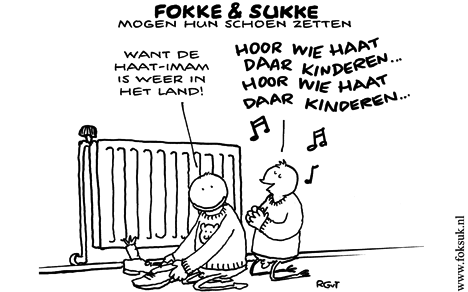 FOKKE & SUKKE
MOGEN HUN SCHOEN ZETTEN
WANT DE
HAAT-IMAM
IS WEER IN
HET LAND!
HOOR WIE HAAT
DAAR KINDEREN...
HOOR WIE HAAT
DAAR KINDEREN...
RGvT
www.foksuk.nl